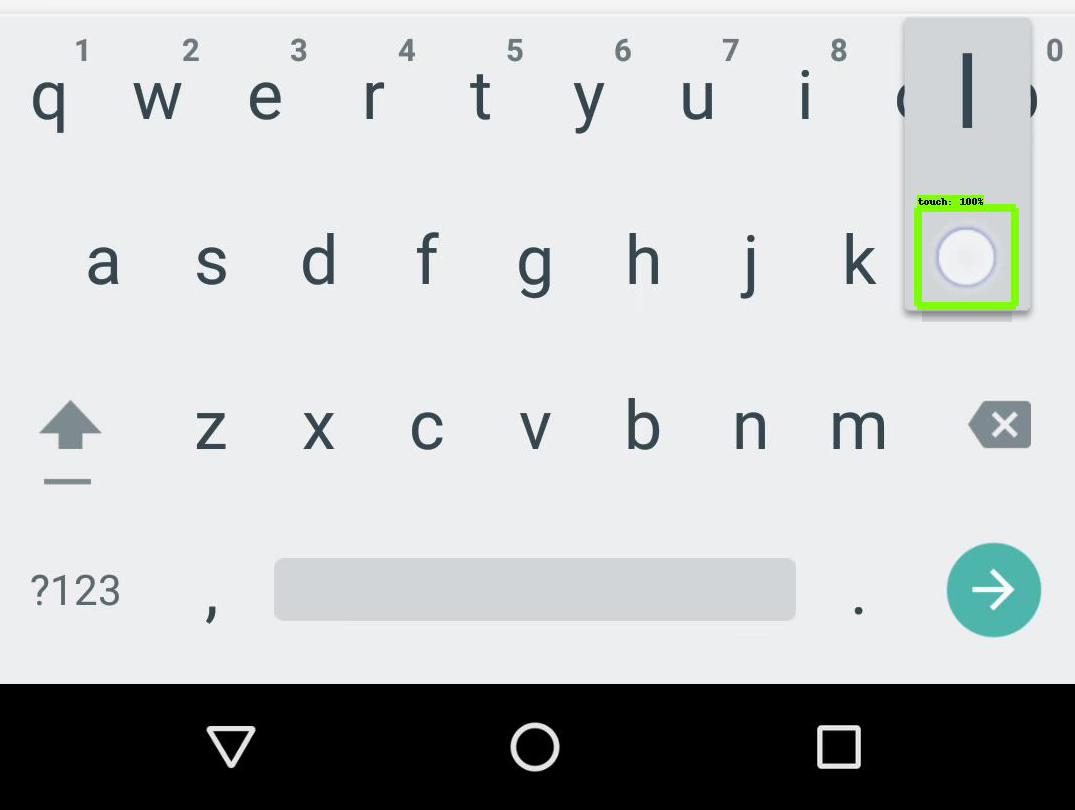 1 2 3 4 5 6 7 8 0
q w e r t y u i l
touch: 100%
a s d f g h j k
z x c v b n m
?123 , .